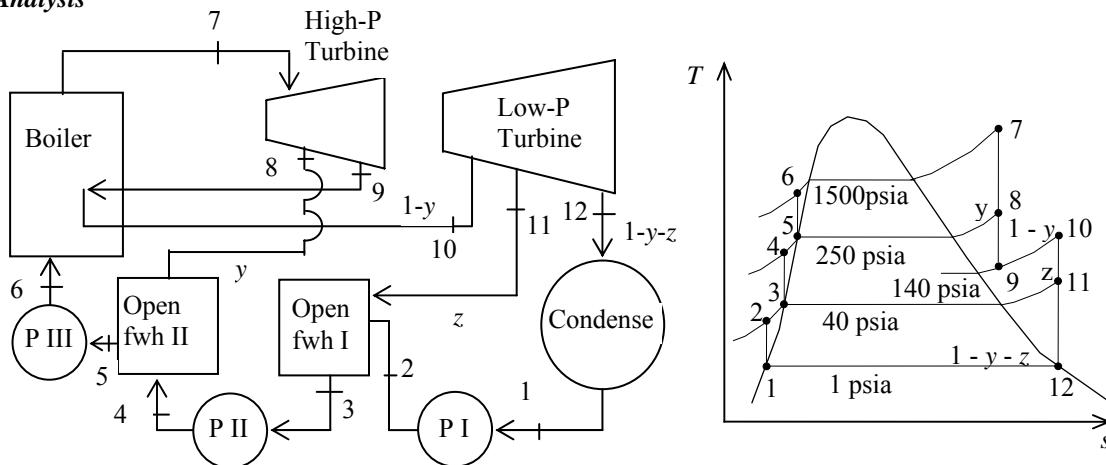 Analysis
7
High-P
Turbine
Boiler
Low-P
Turbine
8
9
1-y
10
11
12
1-y-z
y
z
6
P III
5
Open
fwh II
4
P II
Open
fwh I
3
2
P I
1
Condense
T
7
6
1500psia
8
y
5
1 - y
10
4
250 psia
9
z
11
140 psia
3
2
40 psia
1 - y - z
1
1 psia
12
s